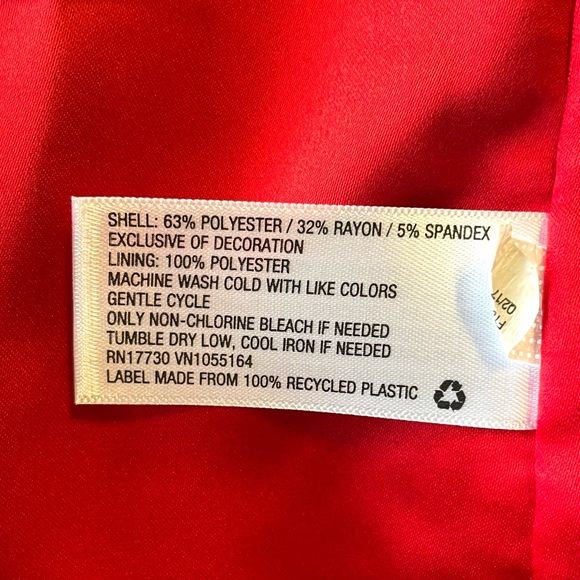 SHELL: 63% POLYESTER / 32% RAYON / 5% SPANDEX
EXCLUSIVE OF DECORATION
LINING: 100% POLYESTER
MACHINE WASH COLD WITH LIKE COLORS
GENTLE CYCLE
ONLY NON-CHLORINE BLEACH IF NEEDED
TUMBLE DRY LOW, COOL IRON IF NEEDED
RN17730 VN1055164
LABEL MADE FROM 100% RECYCLED PLASTIC
02/17